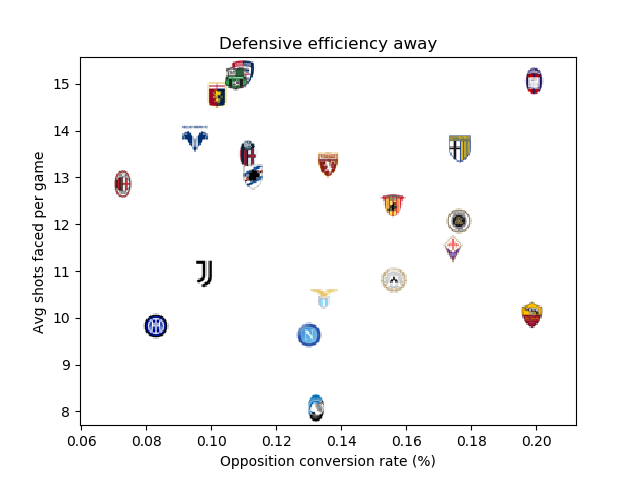 Defensive efficiency away
Avg shots faced per game
15
14
13
12
11
10
9
8
0.06 0.08 0.10 0.12 0.14 0.16 0.18 0.20
Opposition conversion rate (%)